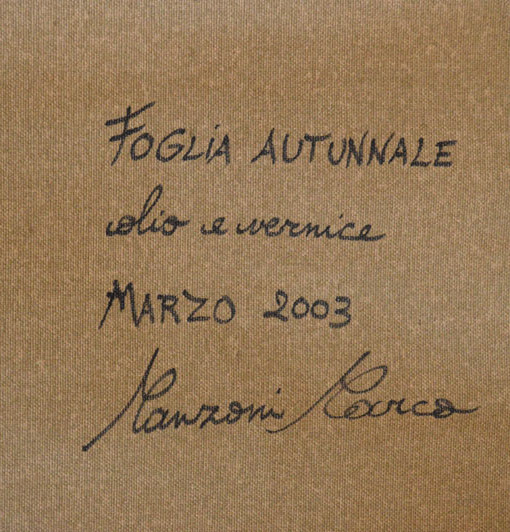 FOGLIA AUTUNNALE
olio e vernice
MARZO 2003
Manzoni Marco